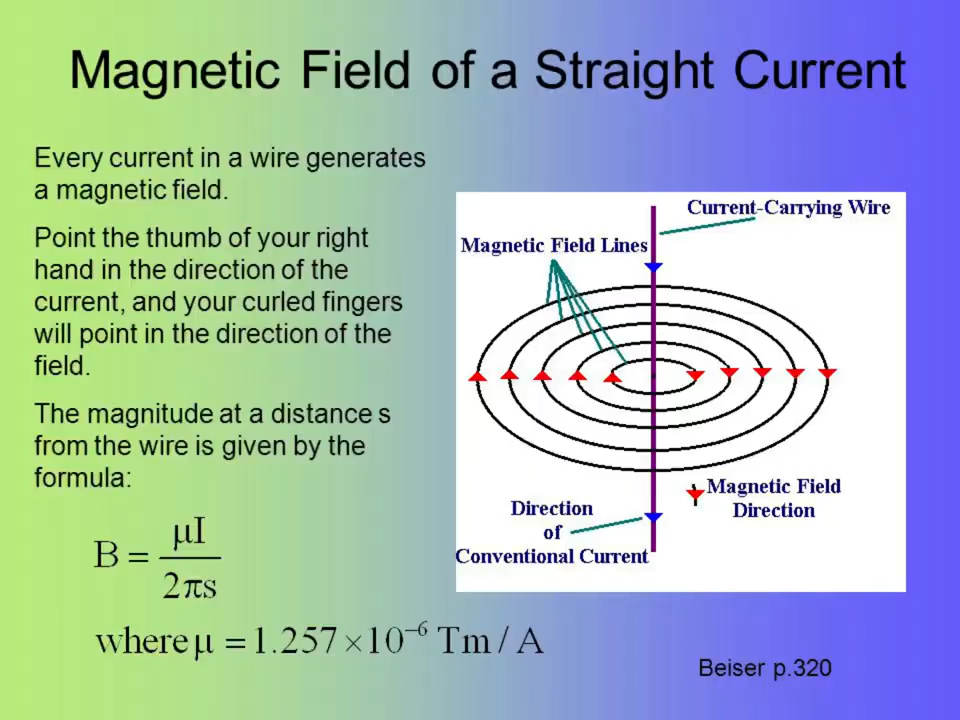 Magnetic Field of a Straight Current
Every current in a wire generates
a magnetic field.
Point the thumb of your right
hand in the direction of the
current, and your curled fingers
will point in the direction of the
field.
The magnitude at a distance s
from the wire is given by the
formula:
B = μI / 2πs
where μ = 1.257×10⁻⁶ Tm / A
Current-Carrying Wire
Magnetic Field Lines
Magnetic Field
Direction
Direction
of
Conventional Current
Beiser p.320